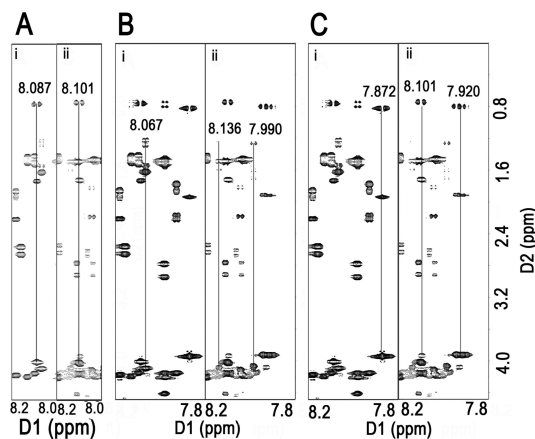 A B C
i ii i ii i ii
8.087 8.101 7.872 8.101 7.920
8.067 8.136 7.990
0.8
1.6
2.4
3.2
4.0
D2 (ppm)
8.2 8.0 8.2 8.0 7.8 8.2 7.8 8.2 7.8 8.2 7.8
D1 (ppm) D1 (ppm) D1 (ppm)